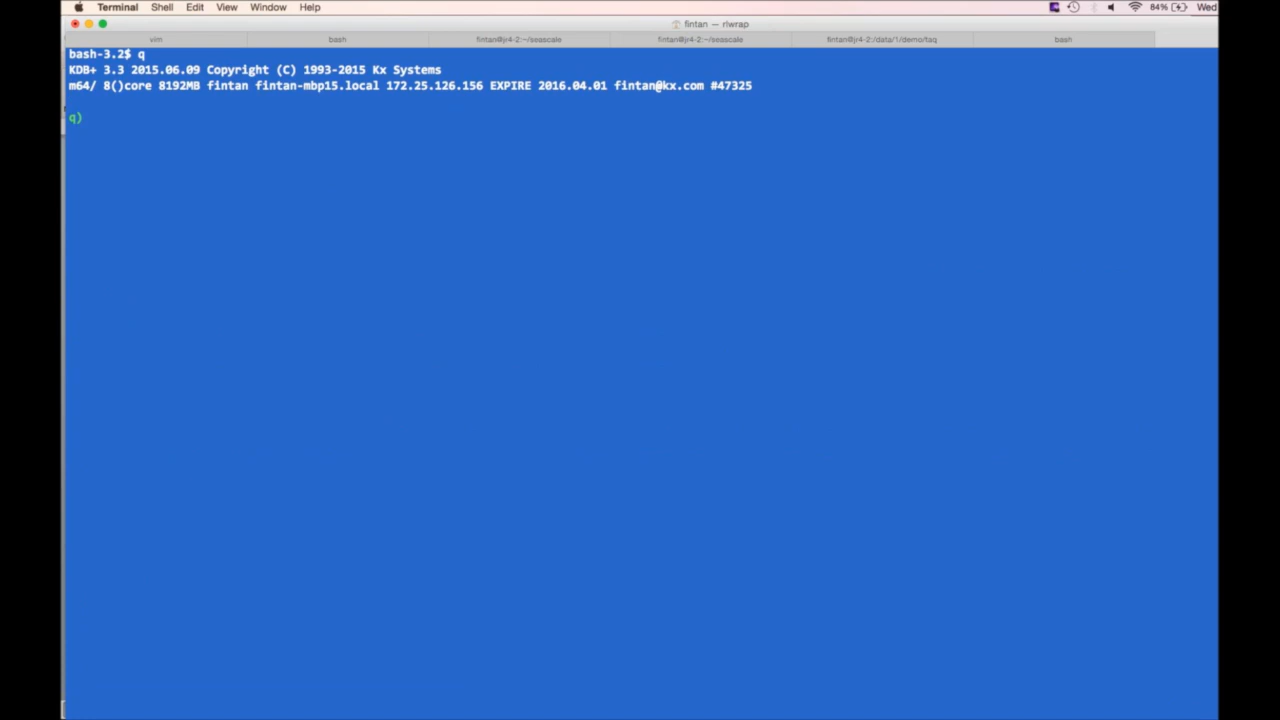 Terminal Shell Edit View Window Help 84% Wed
fintan — rlwrap
vim bash fintan@jr4-2:~/seascale fintan@jr4-2:~/seascale fintan@jr4-2:/data/1/demo/taq bash
bash-3.2$ q
KDB+ 3.3 2015.06.09 Copyright (C) 1993-2015 Kx Systems
m64/ 8()core 8192MB fintan fintan-mbp15.local 172.25.126.156 EXPIRE 2016.04.01 fintan@kx.com #47325
q)